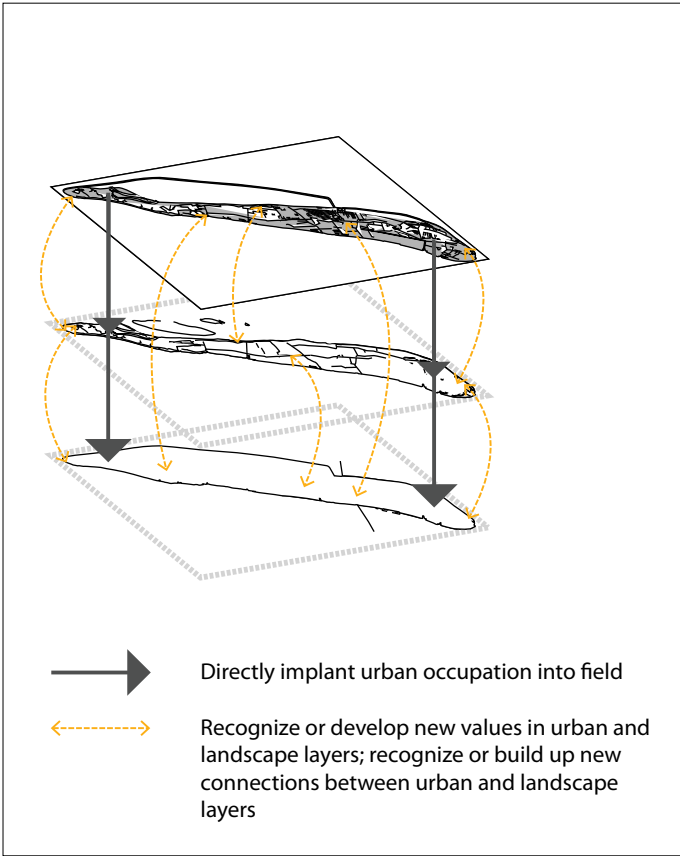 Directly implant urban occupation into field
Recognize or develop new values in urban and
landscape layers; recognize or build up new
connections between urban and landscape
layers